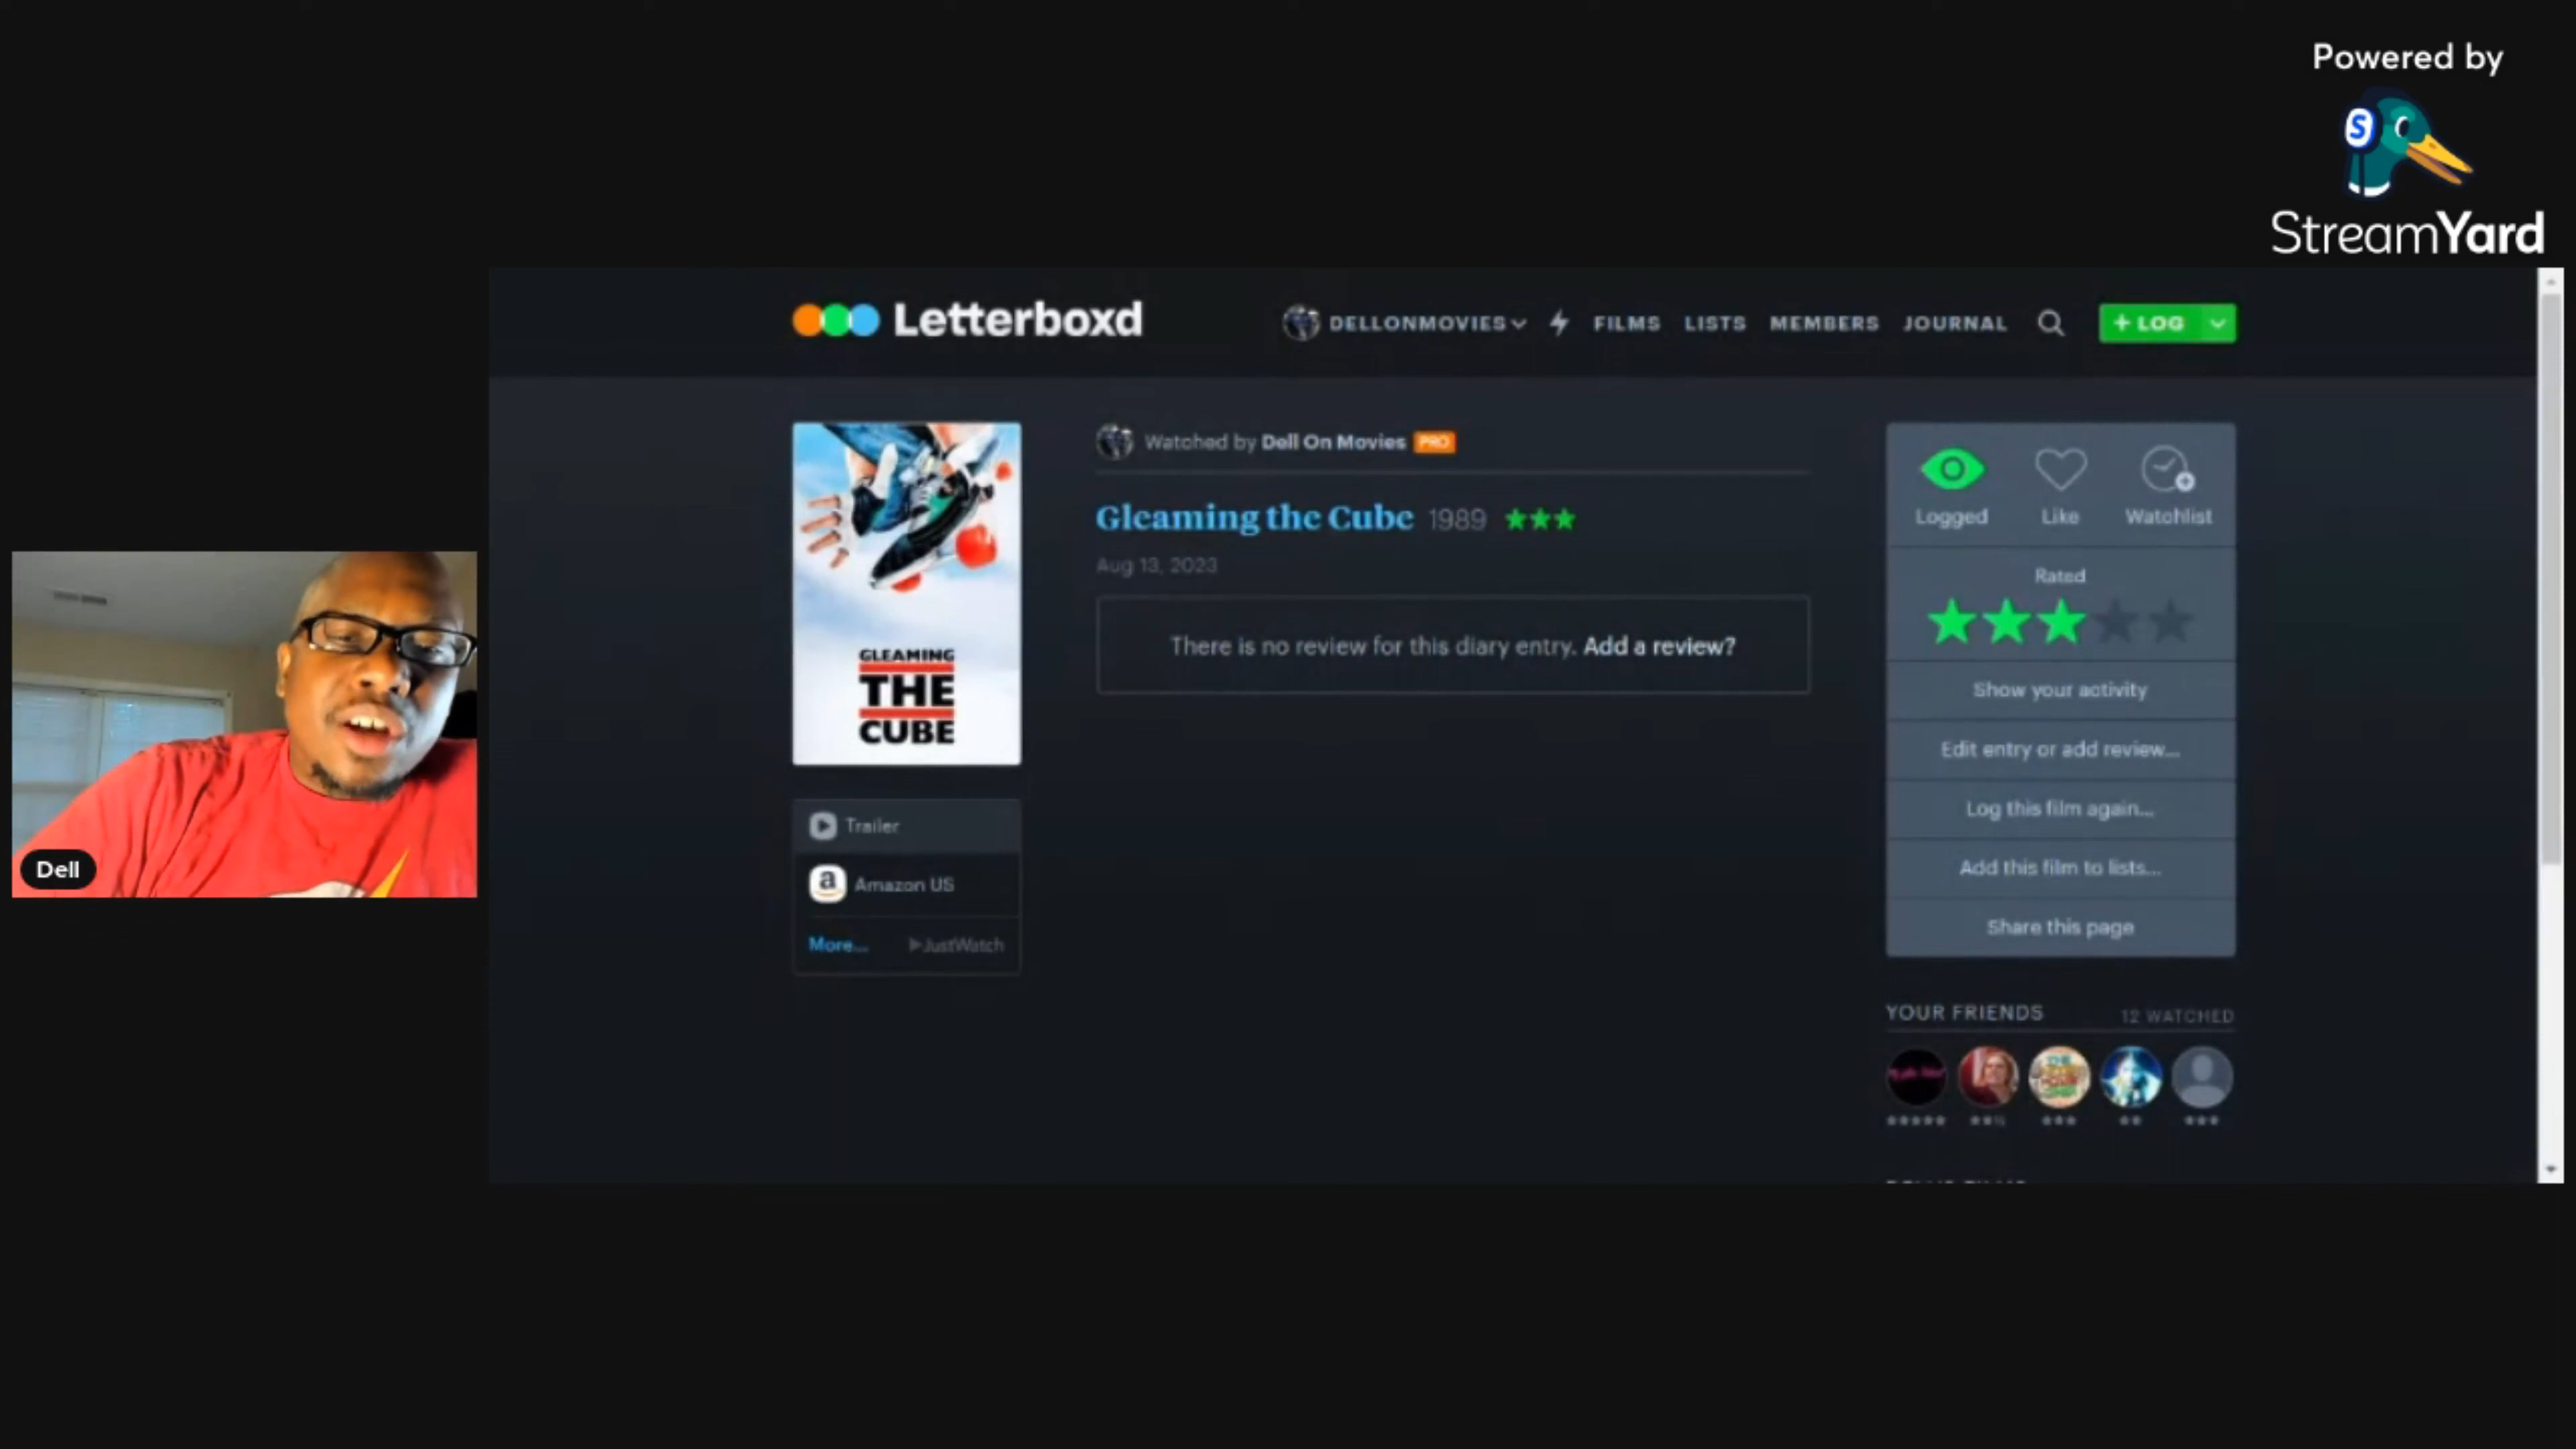 Powered by
StreamYard
Letterboxd
DELLONMOVIES
FILMS
LISTS
MEMBERS
JOURNAL
+ LOG
Watched by Dell On Movies PRO
Gleaming the Cube 1989
Aug 13, 2023
There is no review for this diary entry. Add a review?
GLEAMING
THE
CUBE
Trailer
a Amazon US
More...
JustWatch
Logged
Like
Watchlist
Rated
Show your activity
Edit entry or add review...
Log this film again...
Add this film to lists...
Share this page
YOUR FRIENDS
12 WATCHED
Dell